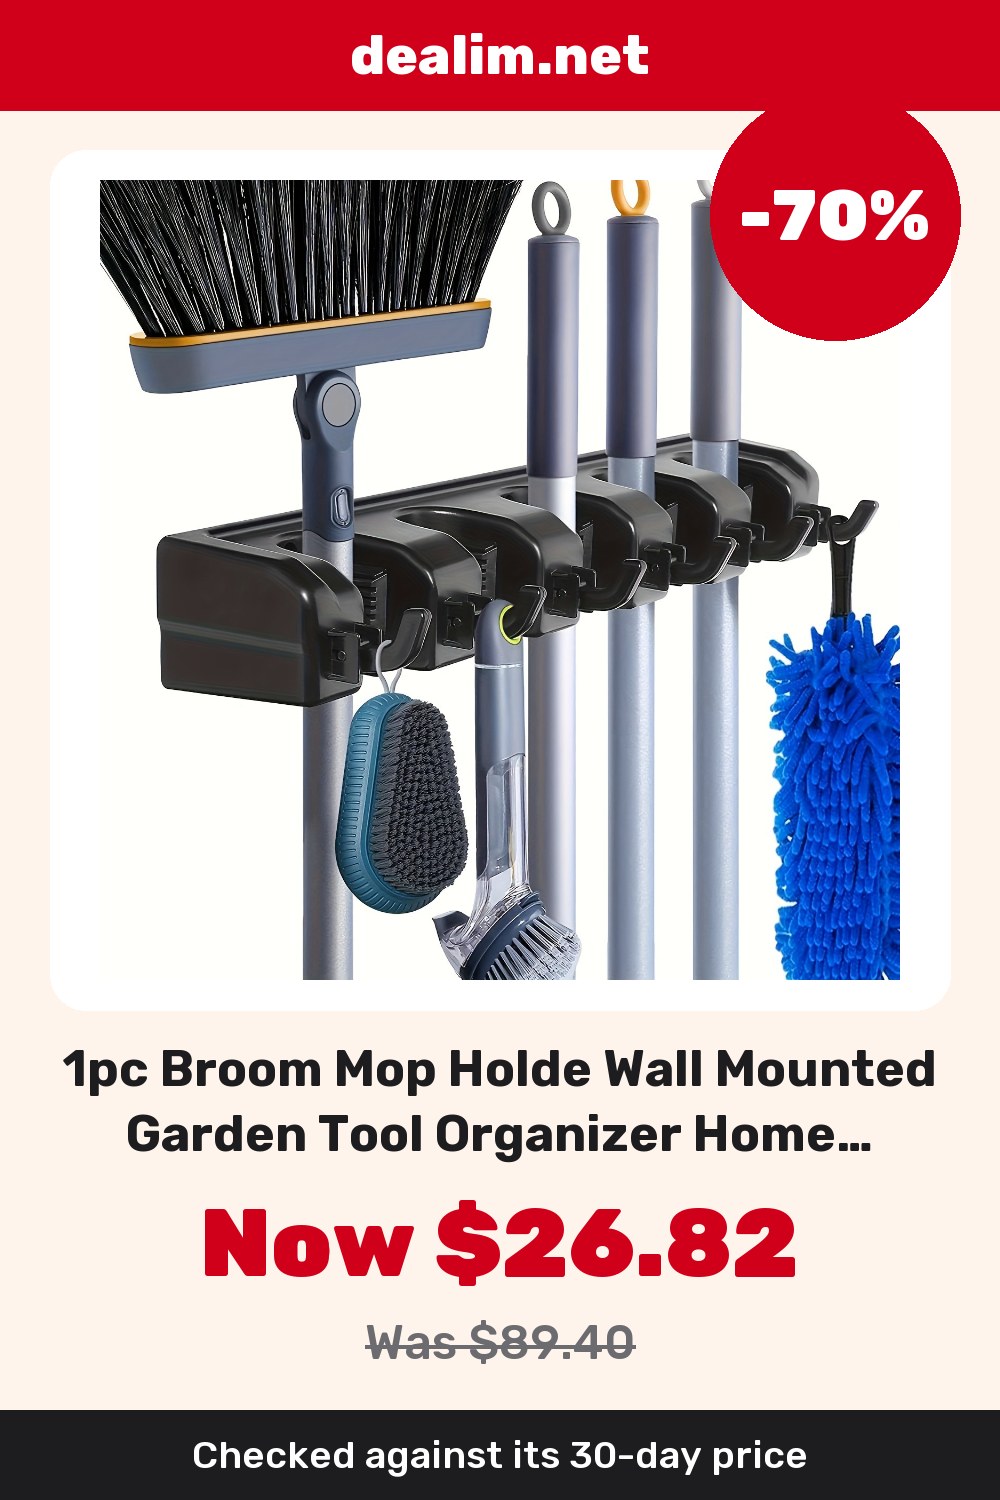 dealim.net
-70%
1pc Broom Mop Holde Wall Mounted
Garden Tool Organizer Home...
Now $26.82
Was $89.40
Checked against its 30-day price